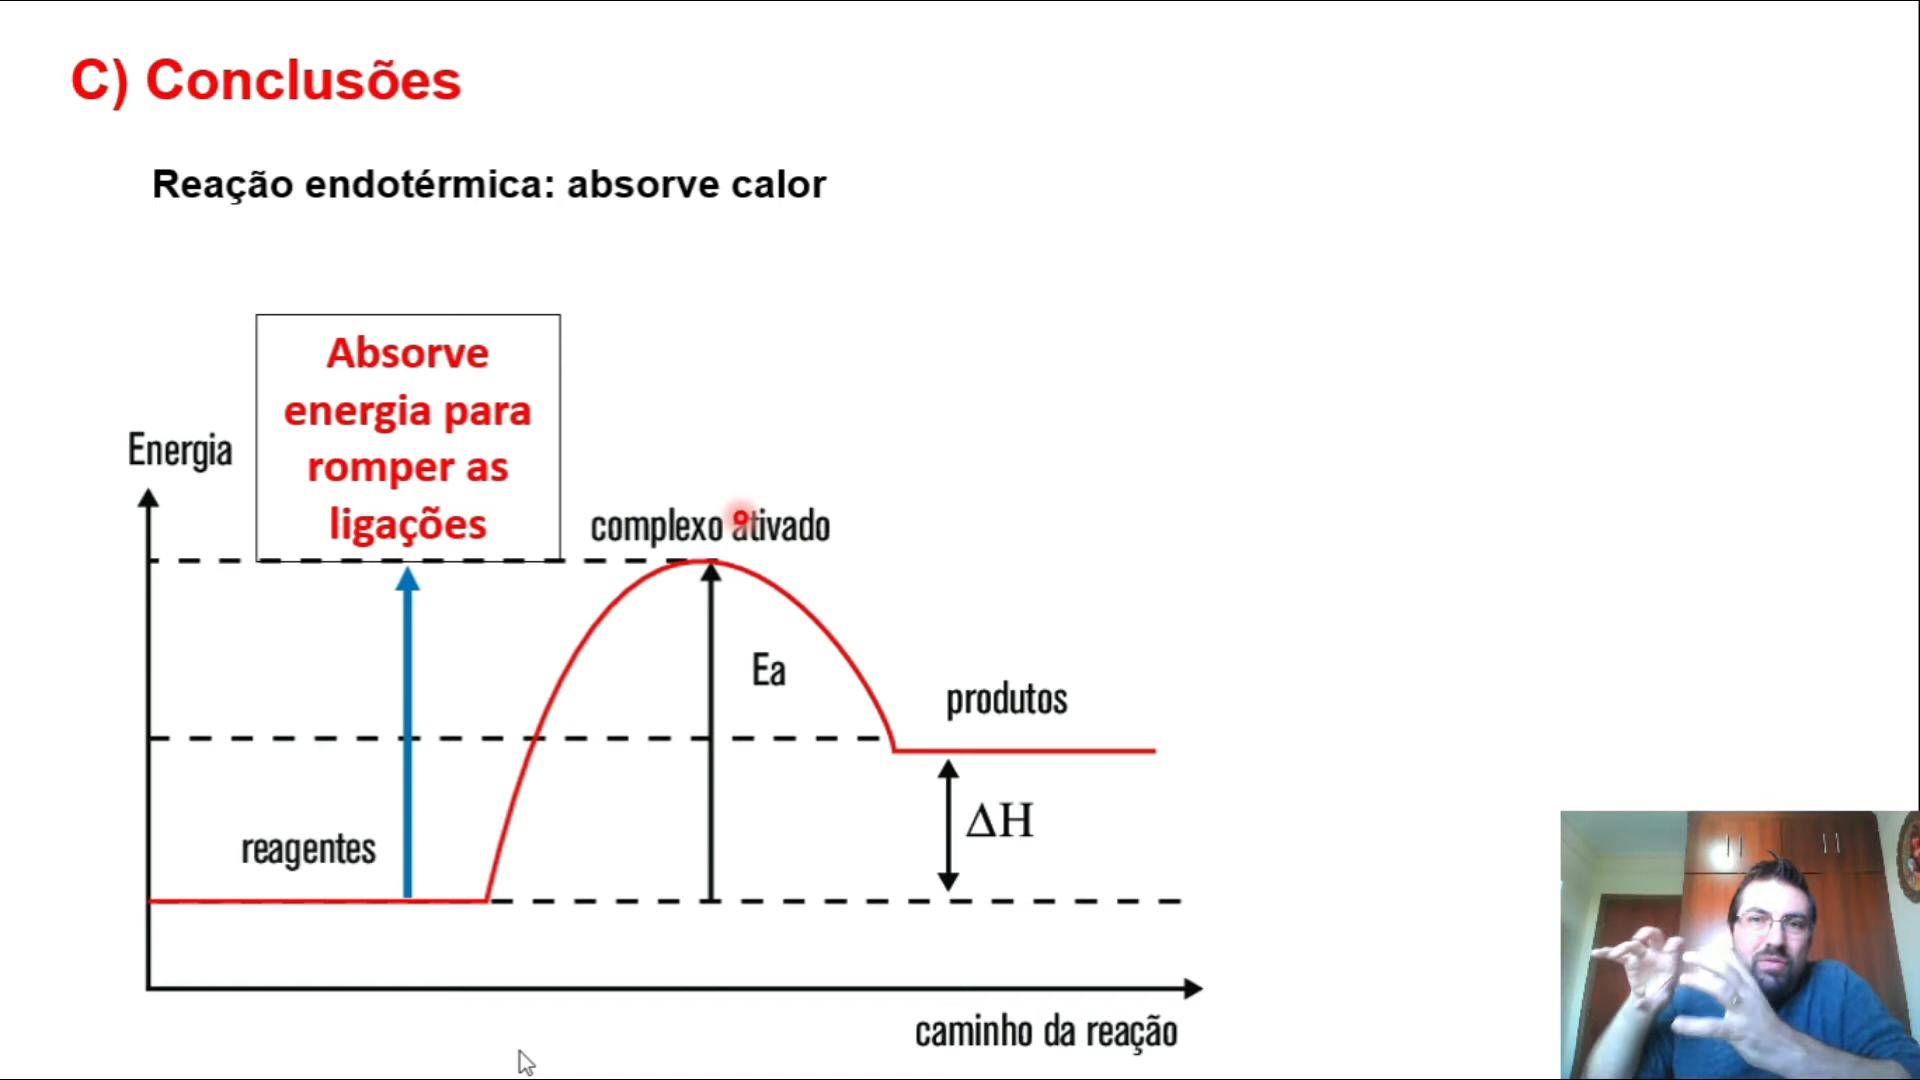 C) Conclusões
Reação endotérmica: absorve calor
Absorve
energia para
romper as
ligações
Energia
complexo ativado
Ea
produtos
ΔH
reagentes
caminho da reação